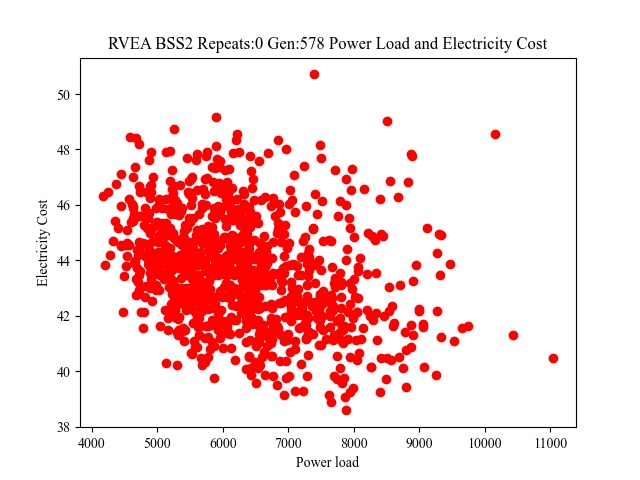 RVEA BSS2 Repeats:0 Gen:578 Power Load and Electricity Cost
Electricity Cost
50
48
46
44
42
40
38
4000 5000 6000 7000 8000 9000 10000 11000
Power load